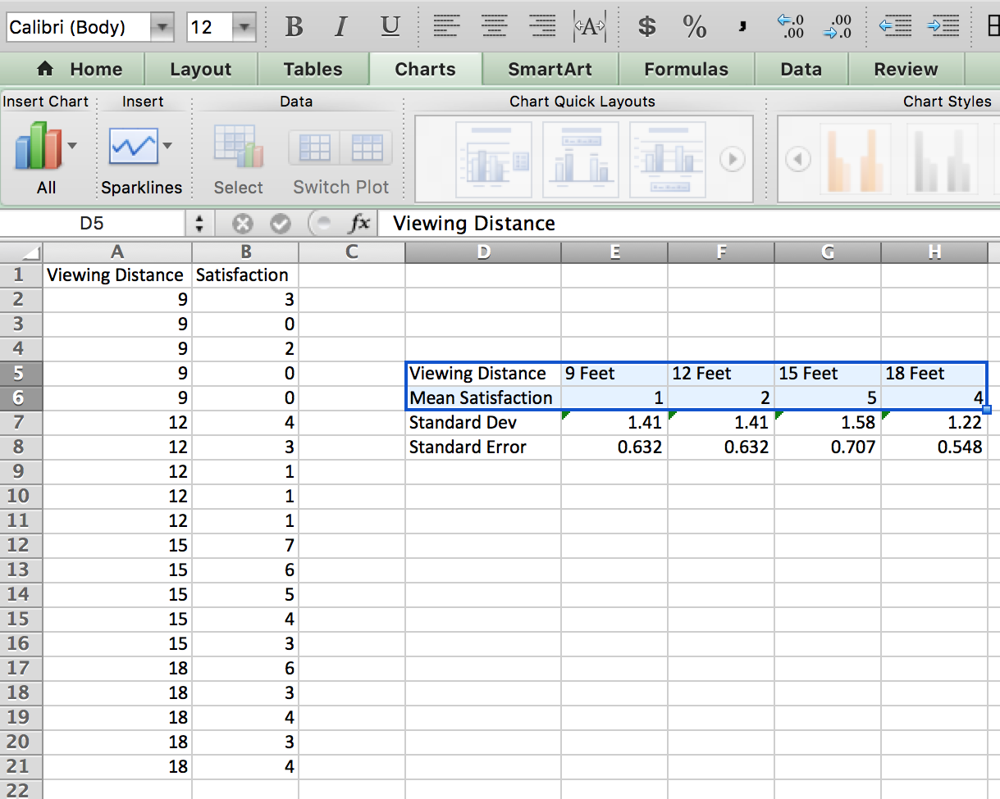 Calibri (Body) 12 B I U A $ % , .0 .00 .00 .0
Home Layout Tables Charts SmartArt Formulas Data Review
Insert Chart Insert Data Chart Quick Layouts Chart Styles
All Sparklines Select Switch Plot
D5 fx Viewing Distance
A B C D E F G H
1 Viewing Distance Satisfaction
2 9 3
3 9 0
4 9 2
5 9 0 Viewing Distance 9 Feet 12 Feet 15 Feet 18 Feet
6 9 0 Mean Satisfaction 1 2 5 4
7 12 4 Standard Dev 1.41 1.41 1.58 1.22
8 12 3 Standard Error 0.632 0.632 0.707 0.548
9 12 1
10 12 1
11 12 1
12 15 7
13 15 6
14 15 5
15 15 4
16 15 3
17 18 6
18 18 3
19 18 4
20 18 3
21 18 4
22